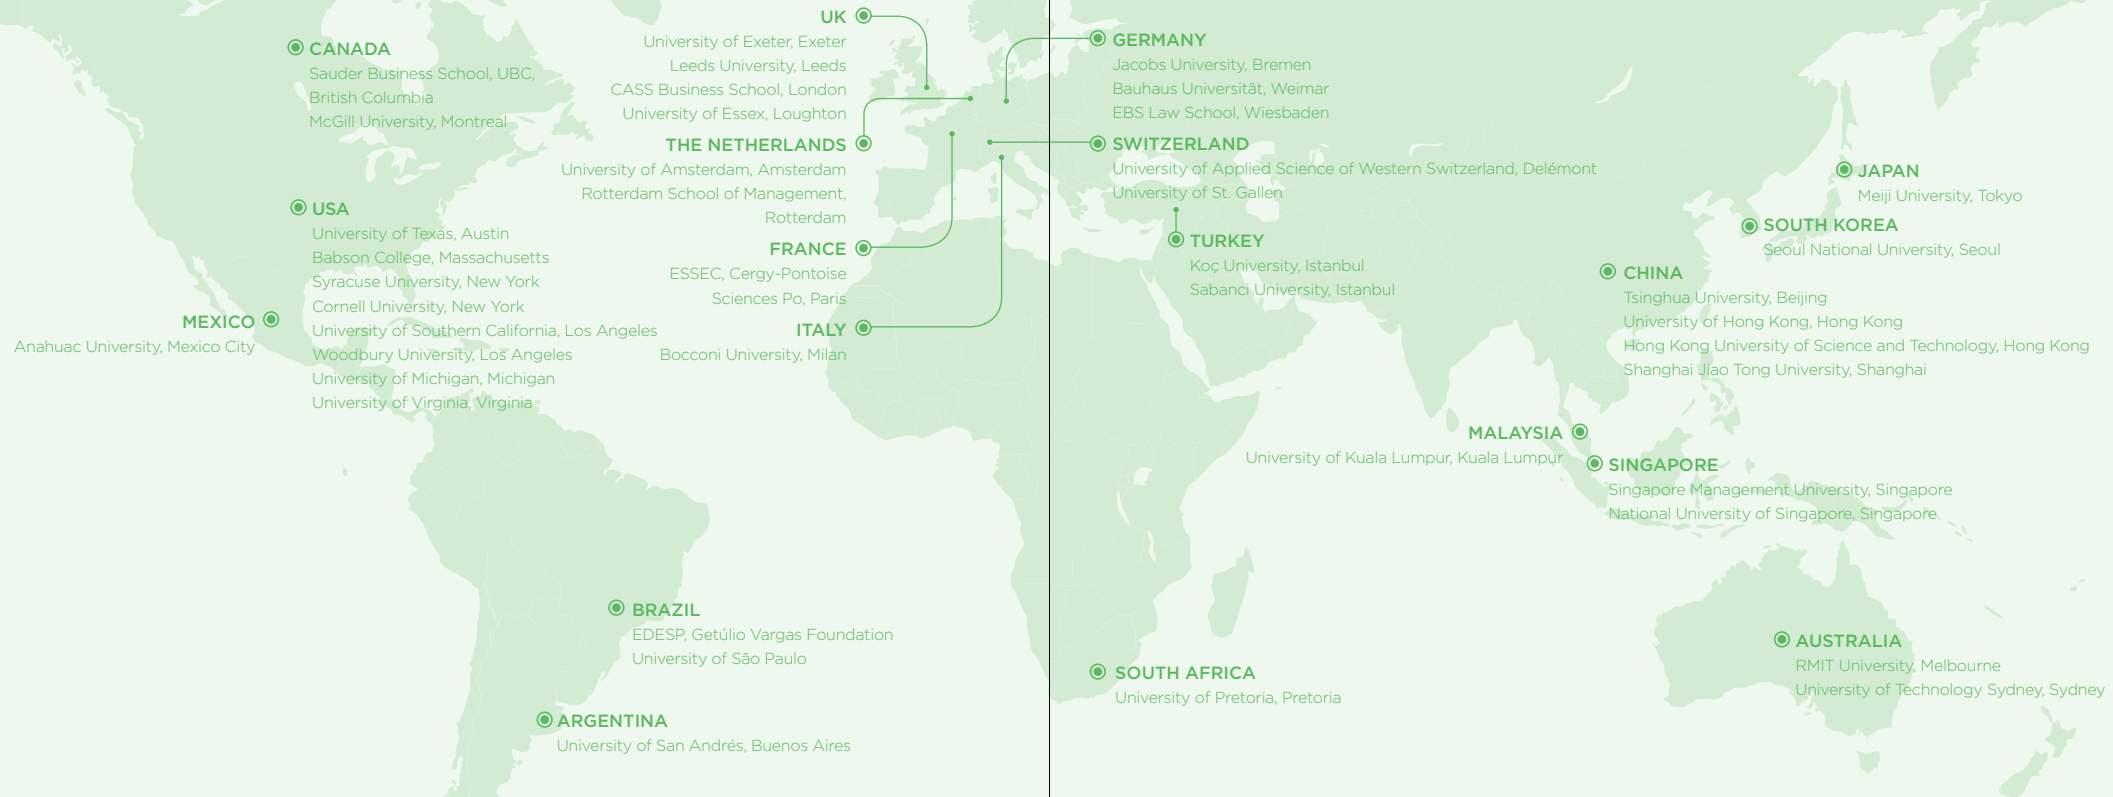 CANADA
Sauder Business School, UBC,
British Columbia
McGill University, Montreal
USA
University of Texas, Austin
Babson College, Massachusetts
Syracuse University, New York
Cornell University, New York
University of Southern California, Los Angeles
Woodbury University, Los Angeles
University of Michigan, Michigan
University of Virginia, Virginia
MEXICO
Anahuac University, Mexico City
UK
University of Exeter, Exeter
Leeds University, Leeds
CASS Business School, London
University of Essex, Loughton
THE NETHERLANDS
University of Amsterdam, Amsterdam
Rotterdam School of Management,
Rotterdam
FRANCE
ESSEC, Cergy-Pontoise
Sciences Po, Paris
ITALY
Bocconi University, Milan
BRAZIL
EDESP, Getúlio Vargas Foundation
University of São Paulo
ARGENTINA
University of San Andrés, Buenos Aires
GERMANY
Jacobs University, Bremen
Bauhaus Universität, Weimar
EBS Law School, Wiesbaden
SWITZERLAND
University of Applied Science of Western Switzerland, Delémont
University of St. Gallen
TURKEY
Koç University, Istanbul
Sabanci University, Istanbul
JAPAN
Meiji University, Tokyo
SOUTH KOREA
Seoul National University, Seoul
CHINA
Tsinghua University, Beijing
University of Hong Kong, Hong Kong
Hong Kong University of Science and Technology, Hong Kong
Shanghai Jiao Tong University, Shanghai
MALAYSIA
University of Kuala Lumpur, Kuala Lumpur
SINGAPORE
Singapore Management University, Singapore
National University of Singapore, Singapore
SOUTH AFRICA
University of Pretoria, Pretoria
AUSTRALIA
RMIT University, Melbourne
University of Technology Sydney, Sydney